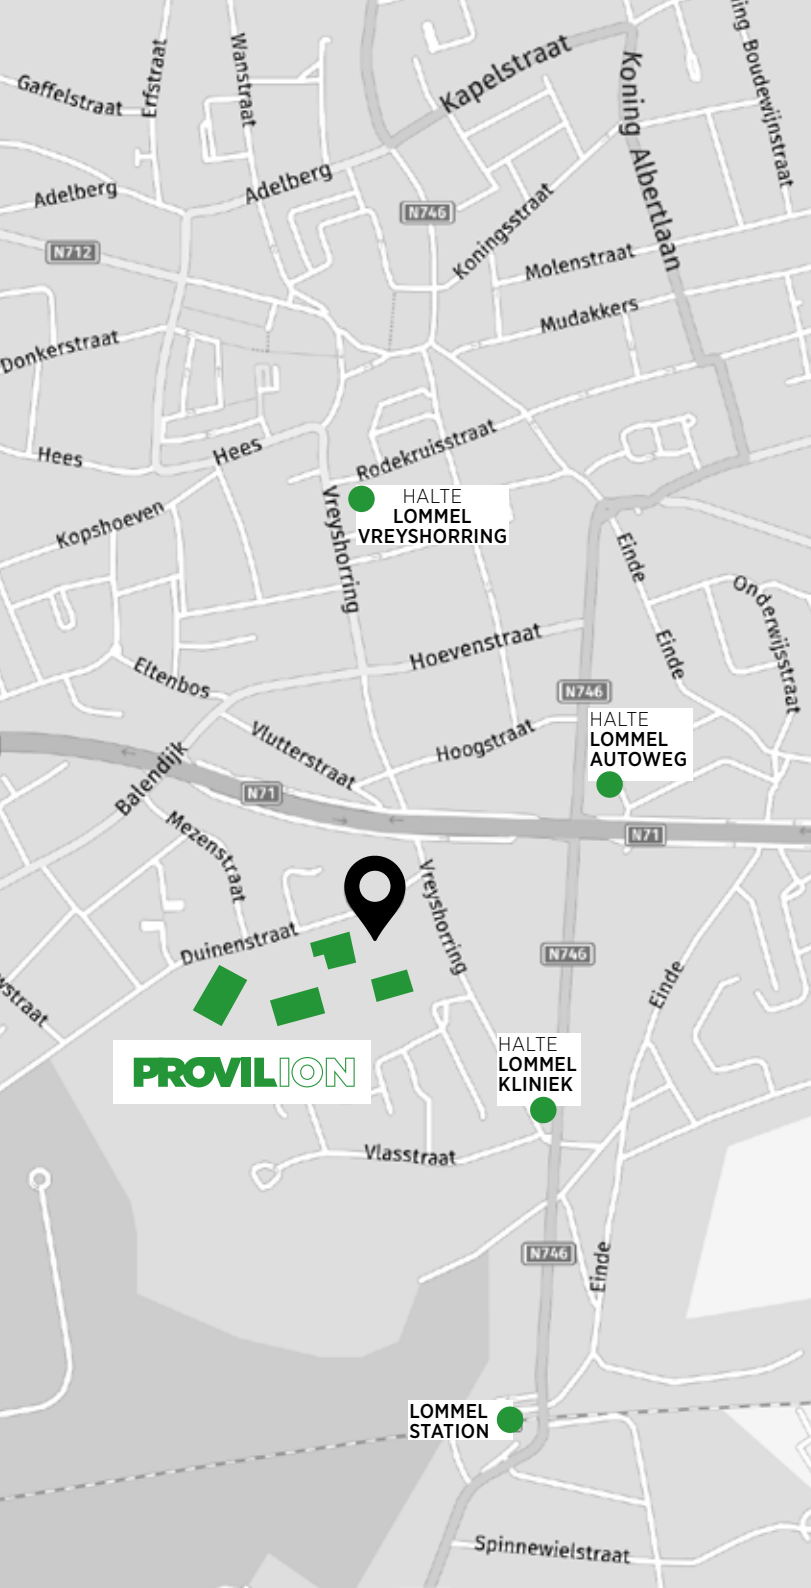 ing Boudewijnstraat
Kapelstraat
Koning Albertlaan
Wanstraat
Erfstraat
Gaffelstraat
Adelberg
Adelberg
N746
Koningsstraat
N712
Molenstraat
Mudakkers
Donkerstraat
Rodekruisstraat
Hees
Hees
HALTE
LOMMEL
VREYSHORRING
Vreyshorring
Kopshoeven
Einde
Onderwijsstraat
Einde
Hoevenstraat
Eltenbos
N746
HALTE
LOMMEL
AUTOWEG
Vlutterstraat
Hoogstraat
Balendijk
N71
Mezenstraat
N71
Vreyshorring
Duinenstraat
N746
Einde
wstraat
HALTE
LOMMEL
KLINIEK
PROVILION
Vlasstraat
N746
Einde
LOMMEL
STATION
Spinnewielstraat